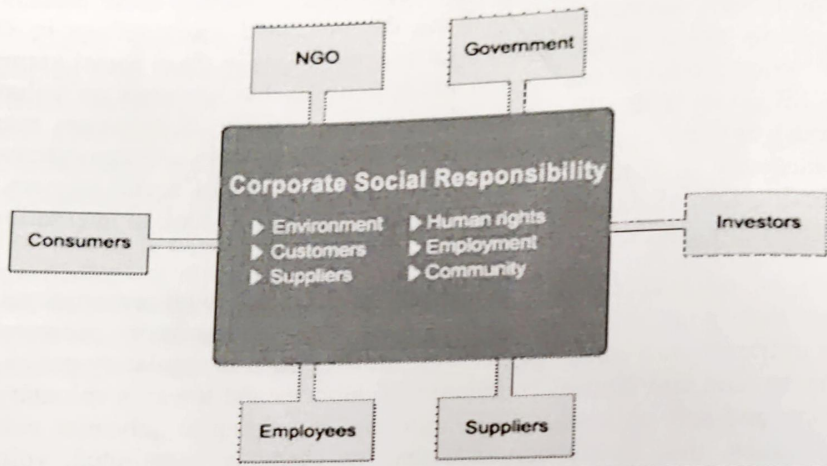 NGO
Government
Corporate Social Responsibility
Environment
Human rights
Customers
Employment
Suppliers
Community
Consumers
Investors
Employees
Suppliers